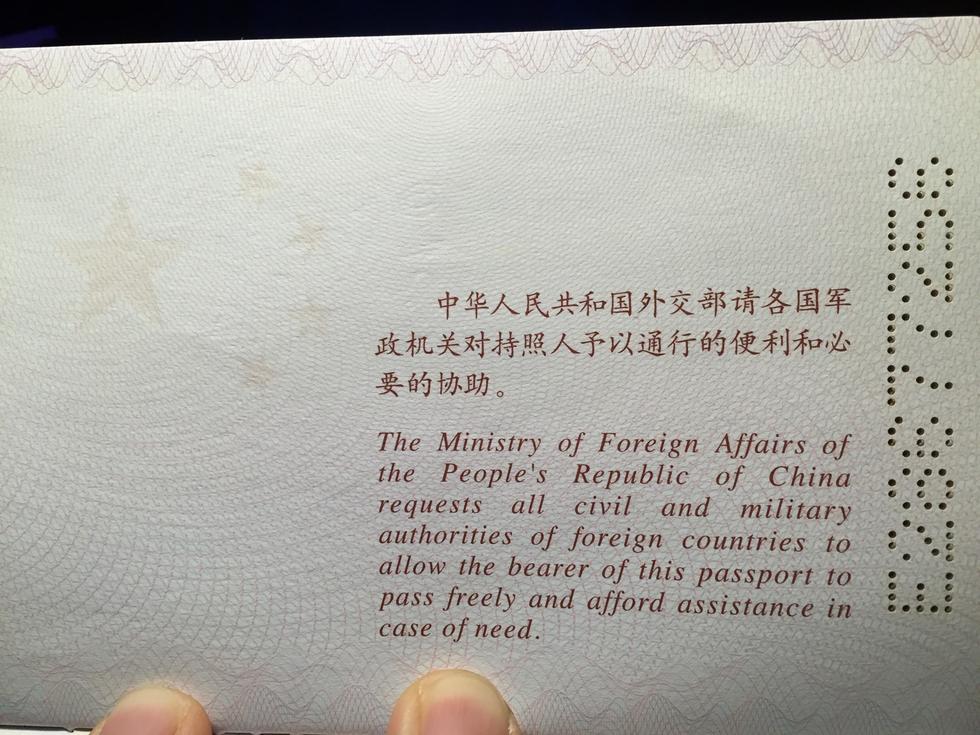 中华人民共和国外交部请各国军
政机关对持照人予以通行的便利和必
要的协助。
The Ministry of Foreign Affairs of
the People's Republic of China
requests all civil and military
authorities of foreign countries to
allow the bearer of this passport to
pass freely and afford assistance in
case of need.